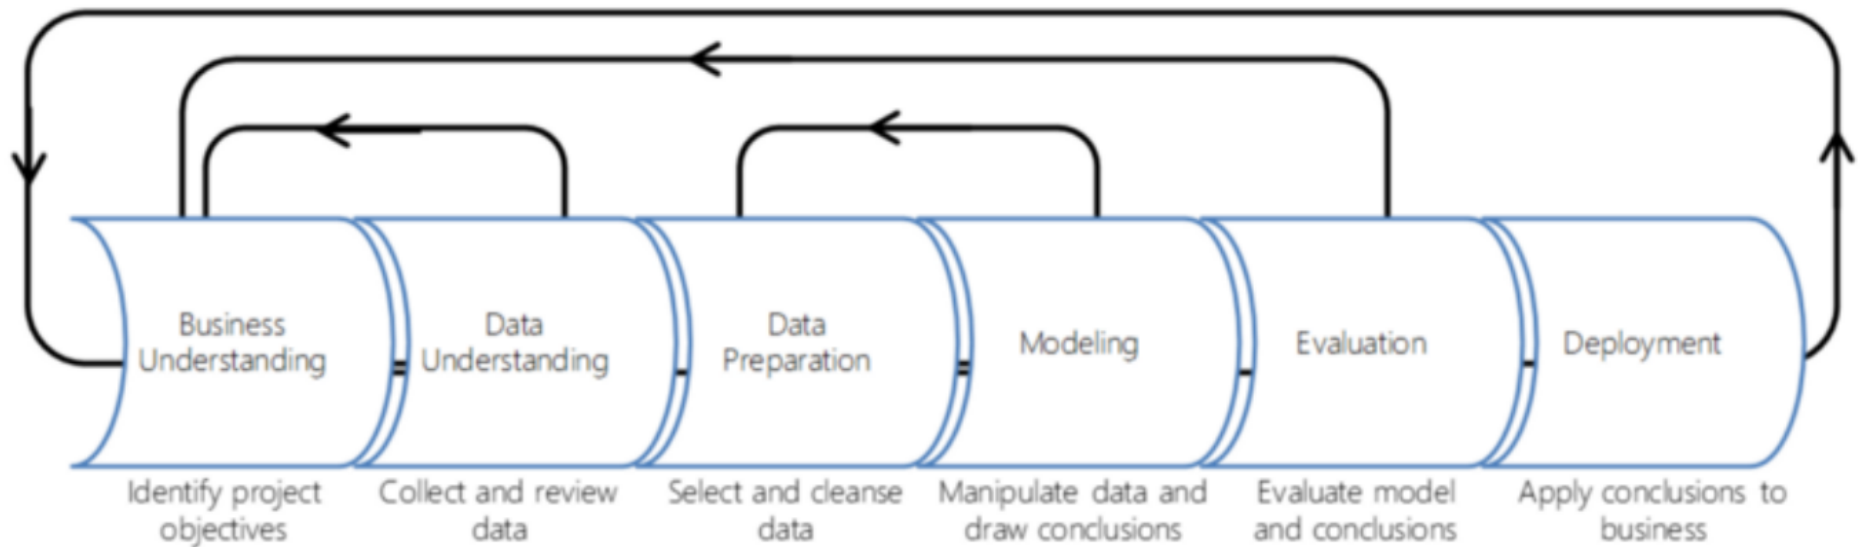 Business
Understanding
Data
Understanding
Data
Preparation
Modeling
Evaluation
Deployment
Identify project
objectives
Collect and review
data
Select and cleanse
data
Manipulate data and
draw conclusions
Evaluate model
and conclusions
Apply conclusions to
business